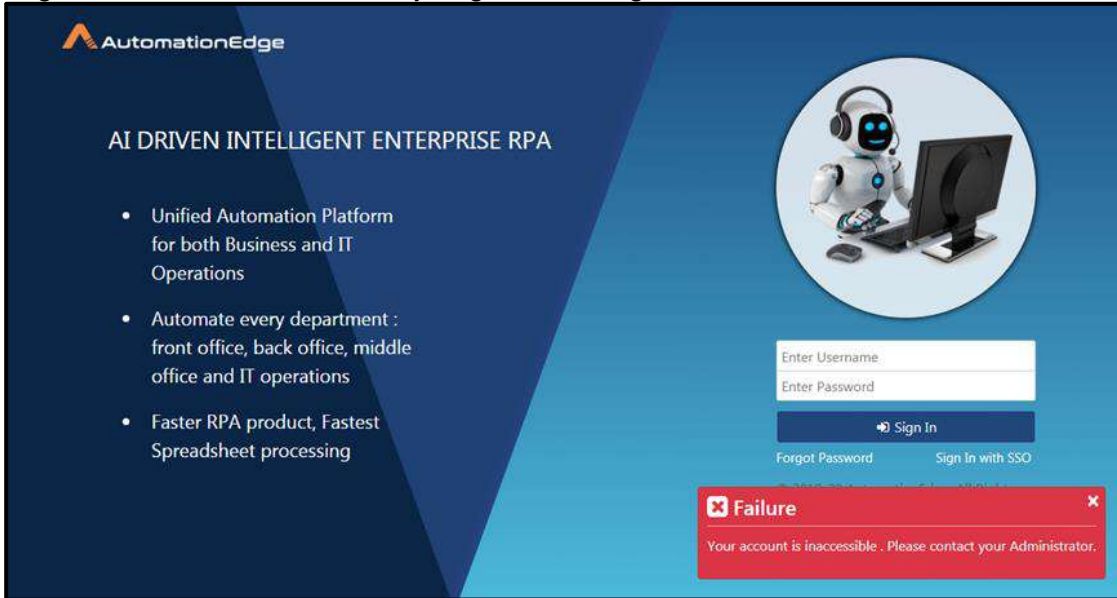 AutomationEdge
AI DRIVEN INTELLIGENT ENTERPRISE RPA
• Unified Automation Platform
for both Business and IT
Operations
• Automate every department :
front office, back office, middle
office and IT operations
• Faster RPA product, Fastest
Spreadsheet processing
Enter Username
Enter Password
Sign In
Forgot Password Sign In with SSO
Failure
Your account is inaccessible . Please contact your Administrator.